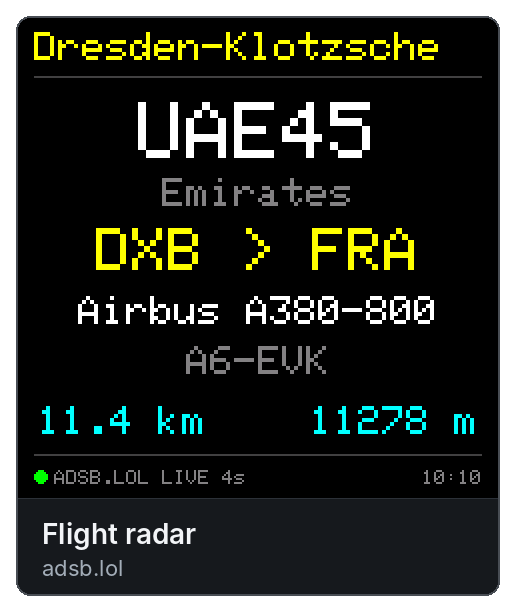 Dresden-Klotzsche
UAE45
Emirates
DXB > FRA
Airbus A380-800
A6-EVK
11.4 km 11278 m
ADSB.LOL LIVE 4s 10:10
Flight radar
adsb.lol